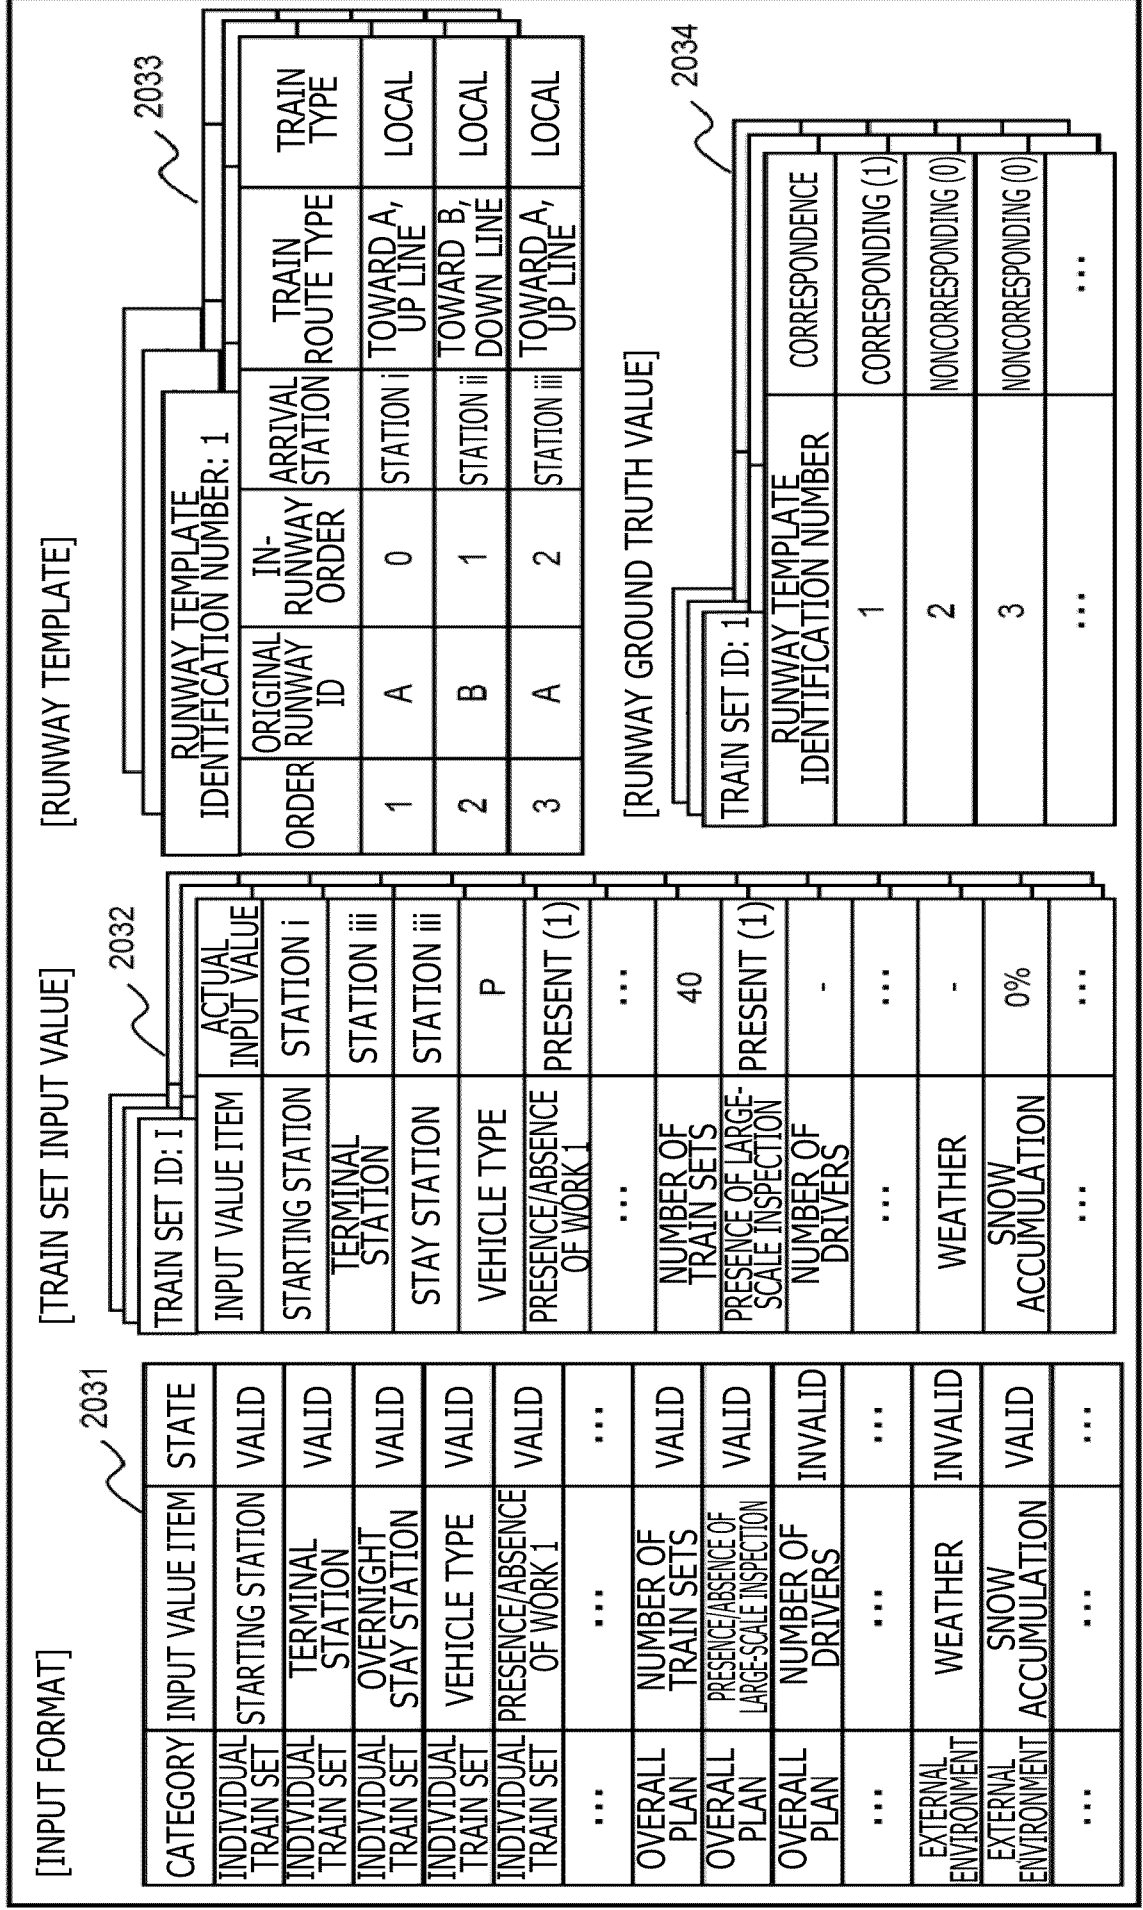 [INPUT FORMAT]
2031
CATEGORY INPUT VALUE ITEM STATE
INDIVIDUAL TRAIN SET STARTING STATION VALID
INDIVIDUAL TRAIN SET TERMINAL STATION VALID
INDIVIDUAL TRAIN SET OVERNIGHT STAY STATION VALID
INDIVIDUAL TRAIN SET VEHICLE TYPE VALID
INDIVIDUAL TRAIN SET PRESENCE/ABSENCE OF WORK 1 VALID
... ... ...
OVERALL PLAN NUMBER OF TRAIN SETS VALID
OVERALL PLAN PRESENCE/ABSENCE OF LARGE-SCALE INSPECTION VALID
OVERALL PLAN NUMBER OF DRIVERS INVALID
... ... ...
EXTERNAL ENVIRONMENT WEATHER INVALID
EXTERNAL ENVIRONMENT SNOW ACCUMULATION VALID
... ... ...
[TRAIN SET INPUT VALUE]
2032
TRAIN SET ID: I
INPUT VALUE ITEM ACTUAL INPUT VALUE
STARTING STATION STATION i
TERMINAL STATION STATION iii
STAY STATION STATION iii
VEHICLE TYPE P
PRESENCE/ABSENCE OF WORK 1 PRESENT (1)
... ...
NUMBER OF TRAIN SETS 40
PRESENCE OF LARGE-SCALE INSPECTION PRESENT (1)
NUMBER OF DRIVERS -
... ...
WEATHER -
SNOW ACCUMULATION 0%
... ...
[RUNWAY TEMPLATE]
2033
RUNWAY TEMPLATE
IDENTIFICATION NUMBER: 1
ORDER ORIGINAL RUNWAY ID IN-RUNWAY ORDER ARRIVAL STATION TRAIN ROUTE TYPE TRAIN TYPE
1 A 0 STATION i TOWARD A, UP LINE LOCAL
2 B 1 STATION ii TOWARD B, DOWN LINE LOCAL
3 A 2 STATION iii TOWARD A, UP LINE LOCAL
[RUNWAY GROUND TRUTH VALUE]
2034
TRAIN SET ID: 1
RUNWAY TEMPLATE IDENTIFICATION NUMBER CORRESPONDENCE
1 CORRESPONDING (1)
2 NONCORRESPONDING (0)
3 NONCORRESPONDING (0)
... ...